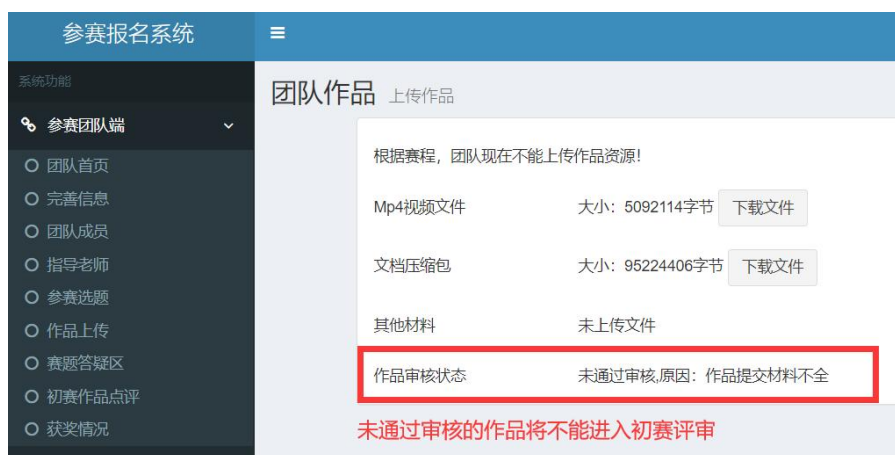 参赛报名系统
系统功能
参赛团队端
团队首页
完善信息
团队成员
指导老师
参赛选题
作品上传
赛题答疑区
初赛作品点评
获奖情况
团队作品 上传作品
根据赛程，团队现在不能上传作品资源!
Mp4视频文件 大小：5092114字节 下载文件
文档压缩包 大小：95224406字节 下载文件
其他材料 未上传文件
作品审核状态 未通过审核,原因：作品提交材料不全
未通过审核的作品将不能进入初赛评审